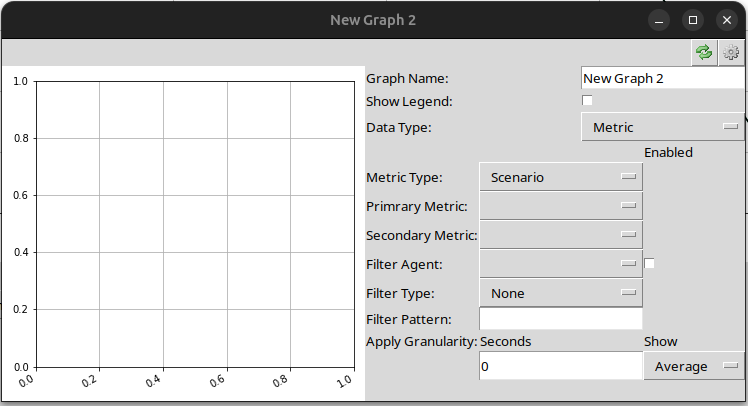 New Graph 2
Graph Name: New Graph 2
Show Legend:
Data Type: Metric
Enabled
Metric Type: Scenario
Primrary Metric:
Secondary Metric:
Filter Agent:
Filter Type: None
Filter Pattern:
Apply Granularity: Seconds Show
0 Average
1.0
0.8
0.6
0.4
0.2
0.0
0.0 0.2 0.4 0.6 0.8 1.0